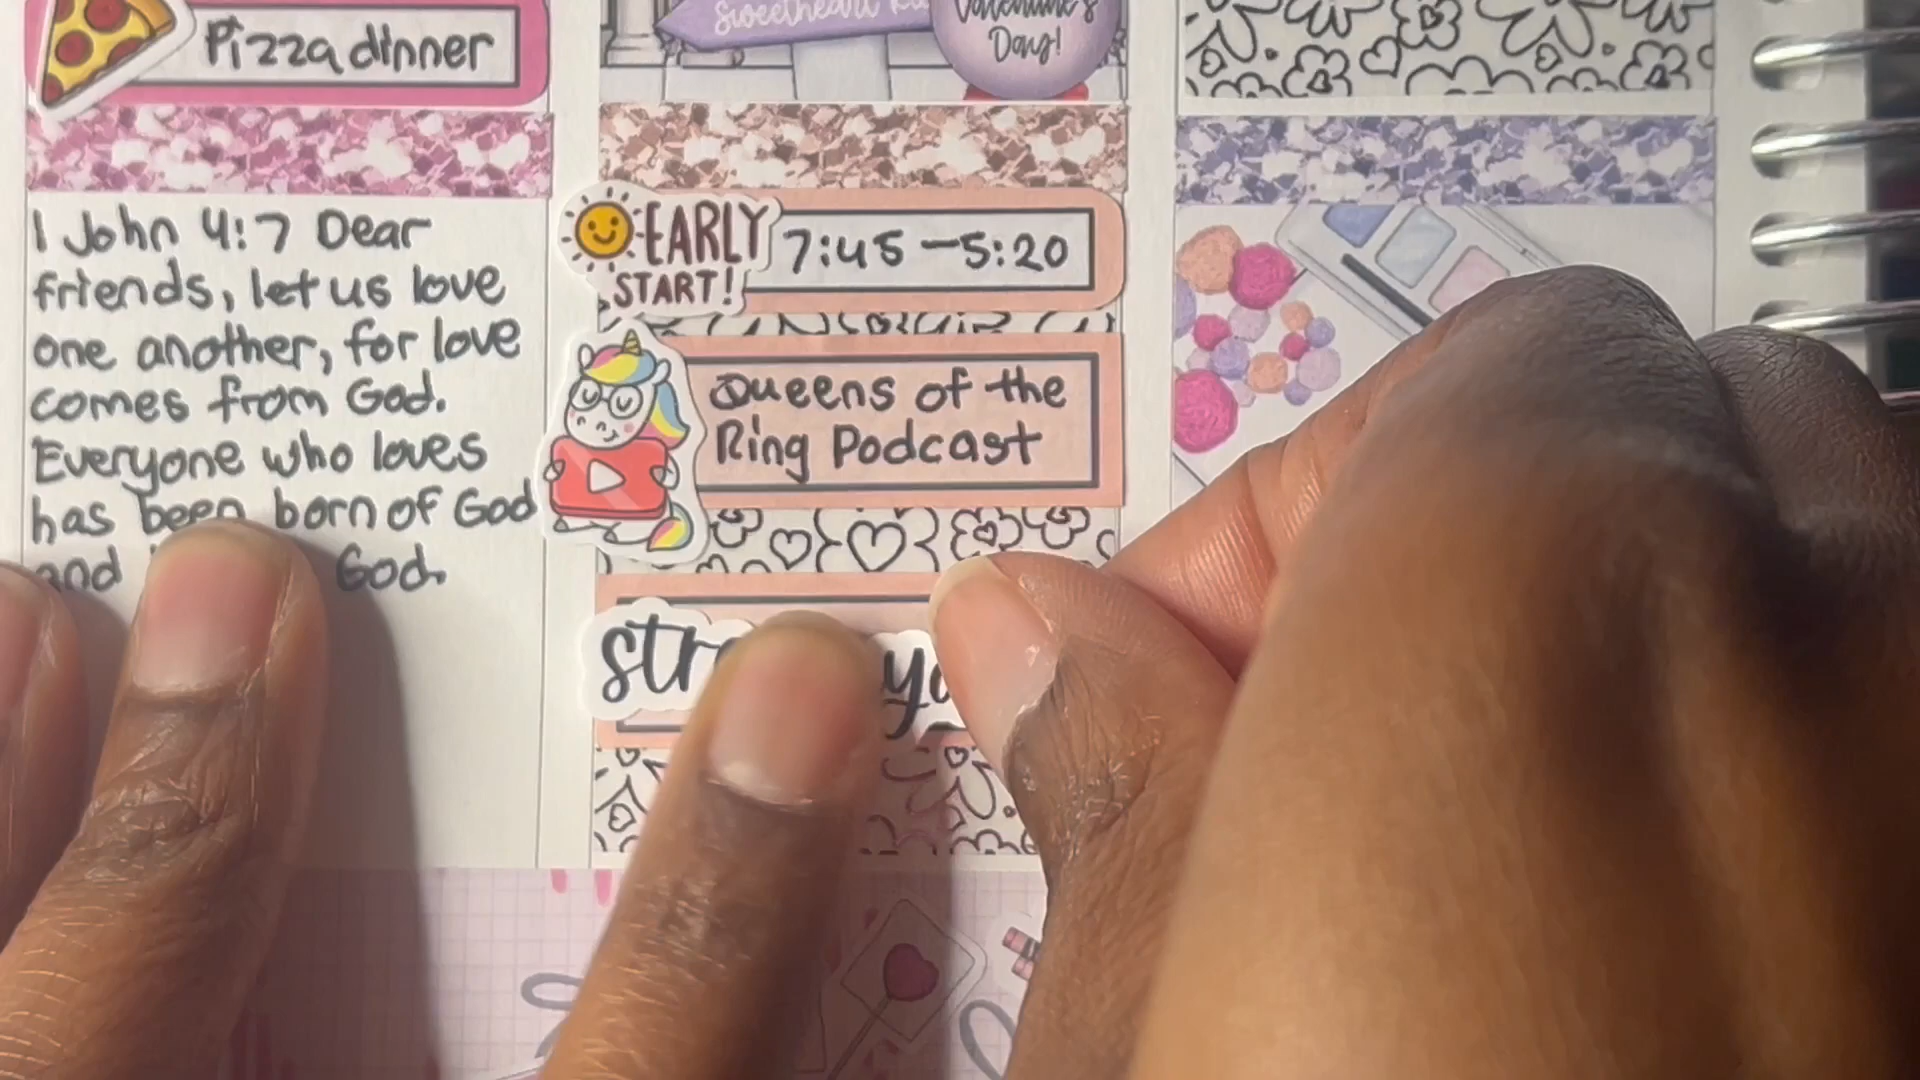 Pizza dinner
Sweetheart
Valentine's
Day!
1 John 4:7 Dear
friends, let us love
one another, for love
comes from God.
Everyone who loves
has been born of God
and
God.
EARLY
START!
7:45-5:20
Queens of the
Ring Podcast